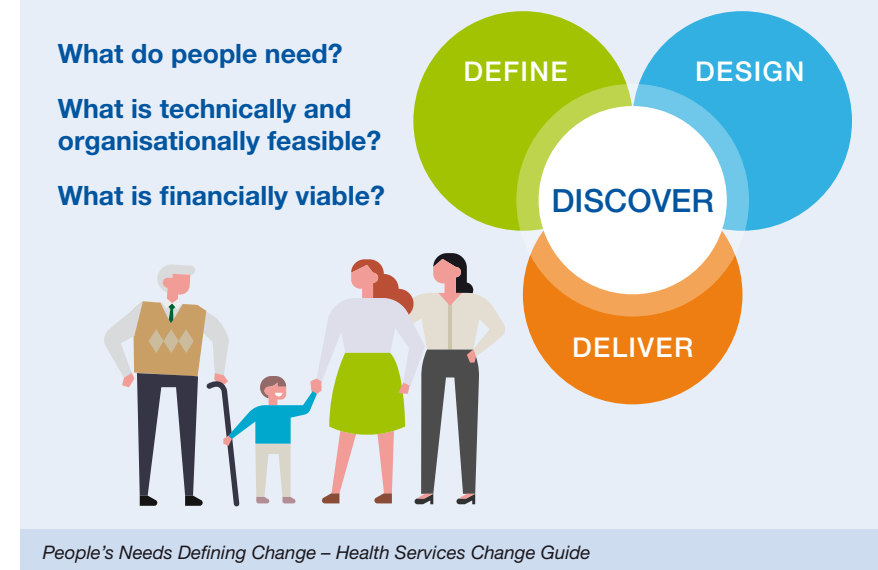 What do people need?
What is technically and
organisationally feasible?
What is financially viable?
DEFINE
DESIGN
DISCOVER
DELIVER
People's Needs Defining Change – Health Services Change Guide